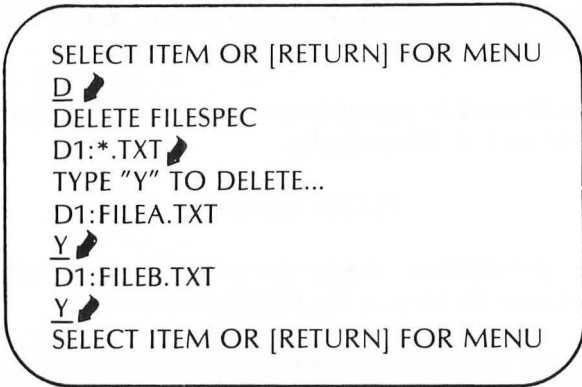 SELECT ITEM OR [RETURN] FOR MENU
D
DELETE FILESPEC
D1:*.TXT
TYPE "Y" TO DELETE...
D1:FILEA.TXT
Y
D1:FILEB.TXT
Y
SELECT ITEM OR [RETURN] FOR MENU